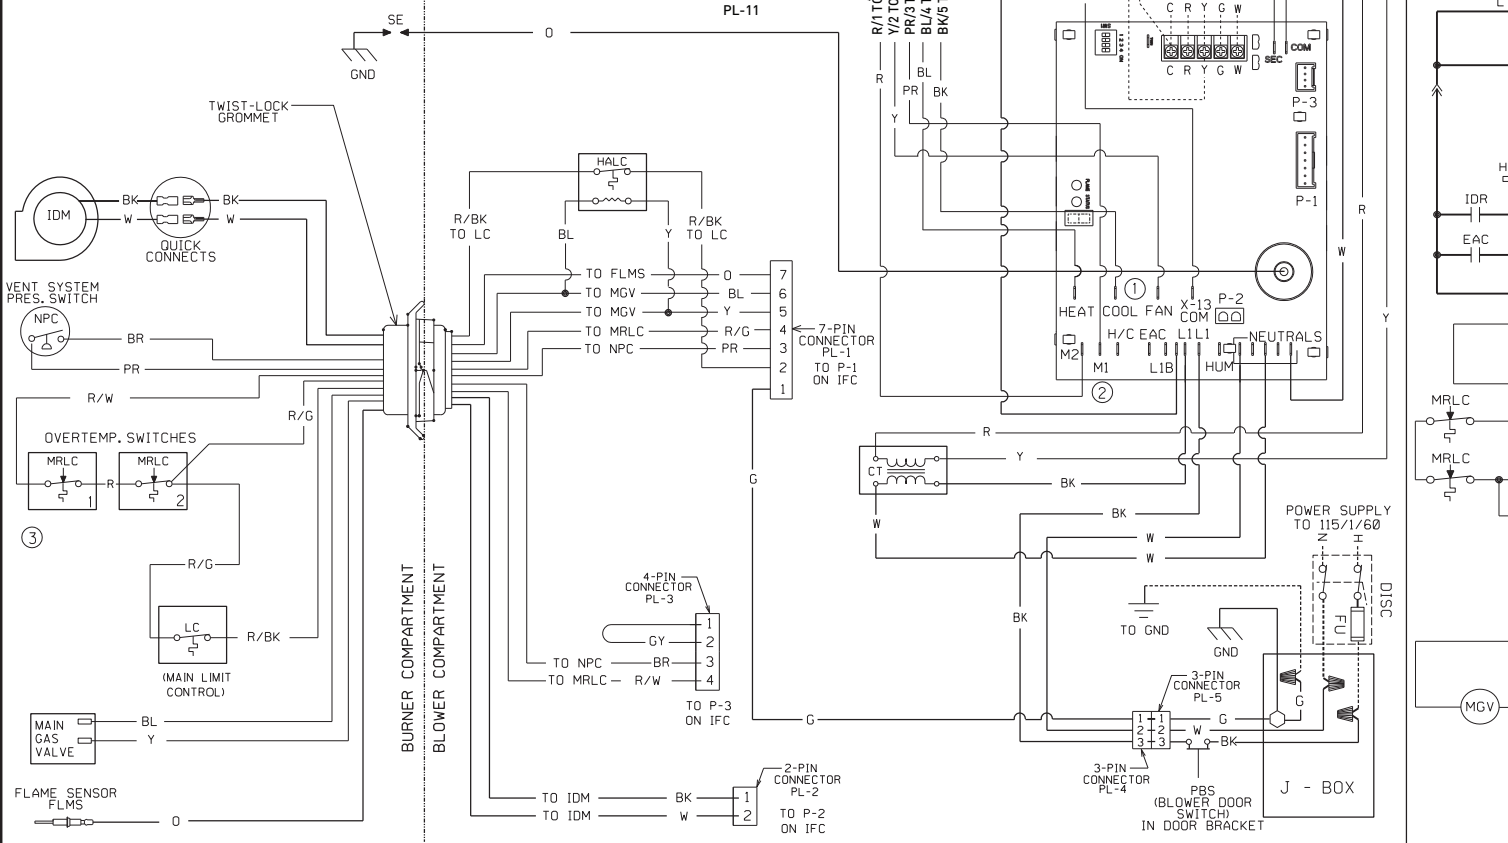 PL-11
R/1 TO
Y/2 TO
PR/3 T
BL/4 T
BK/5 T
C R Y G W
SE
O
GND
TWIST-LOCK
GROMMET
C R Y G W
SEC
COM
P-3
P-1
HALC
R
Y
PR
BL
BK
IDM
BK
W
BK
W
QUICK
CONNECTS
R/BK
TO LC
BL
Y
R/BK
TO LC
R
W
IDR
EAC
H
VENT SYSTEM
PRES. SWITCH
NPC
BR
PR
TO FLMS O 7
TO MGV BL 6
TO MGV Y 5
TO MRLC R/G 4
TO NPC PR 3
2
1
7-PIN
CONNECTOR
PL-1
TO P-1
ON IFC
1
HEAT COOL FAN
X-13
COM
P-2
H/C EAC L1 L1
NEUTRALS
M2
M1
L1B
HUM
2
Y
R/W
R/G
OVERTEMP. SWITCHES
MRLC
1
R
MRLC
2
3
R/G
LC
R/BK
(MAIN LIMIT
CONTROL)
MAIN
GAS
VALVE
BL
Y
FLAME SENSOR
FLMS
O
BURNER COMPARTMENT
BLOWER COMPARTMENT
G
4-PIN
CONNECTOR
PL-3
1
GY 2
TO NPC BR 3
TO MRLC R/W 4
TO P-3
ON IFC
G
2-PIN
CONNECTOR
PL-2
TO IDM BK 1
TO IDM W 2
TO P-2
ON IFC
R
CT
Y
BK
W
BK
W
W
BK
POWER SUPPLY
TO 115/1/60
N
H
DISC
FU
TO GND
GND
3-PIN
CONNECTOR
PL-5
1 1 G
2 2 W
3 3 BK
G
3-PIN
CONNECTOR
PL-4
PBS
(BLOWER DOOR
SWITCH)
IN DOOR BRACKET
J - BOX
MRLC
MRLC
MGV